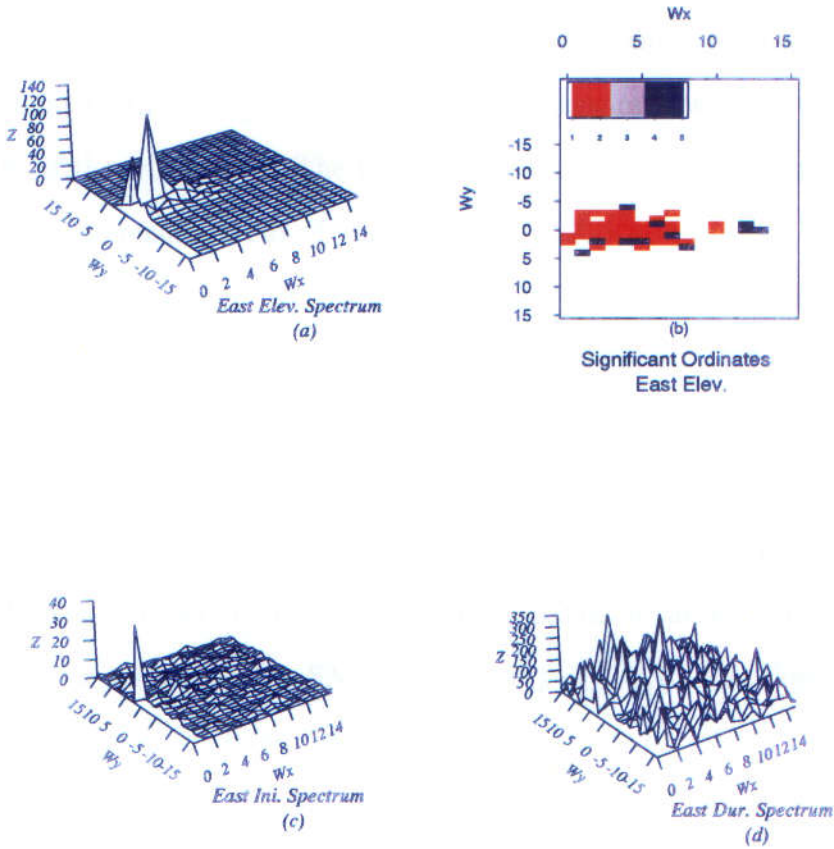 Wx
0 5 10 15
1 2 3 4 5
-15
-10
-5
Wy
0
5
10
15
(b)
Significant Ordinates
East Elev.
140
120
100
80
60
40
20
0
Z
15 10 5 0 -5 -10 -15
Wy
0 2 4 6 8 10 12 14
Wx
East Elev. Spectrum
(a)
40
30
20
10
0
Z
15 10 5 0 -5 -10 -15
Wy
0 2 4 6 8 10 12 14
Wx
East Ini. Spectrum
(c)
350
300
250
200
150
100
50
0
Z
15 10 5 0 -5 -10 -15
Wy
0 2 4 6 8 10 12 14
Wx
East Dur. Spectrum
(d)